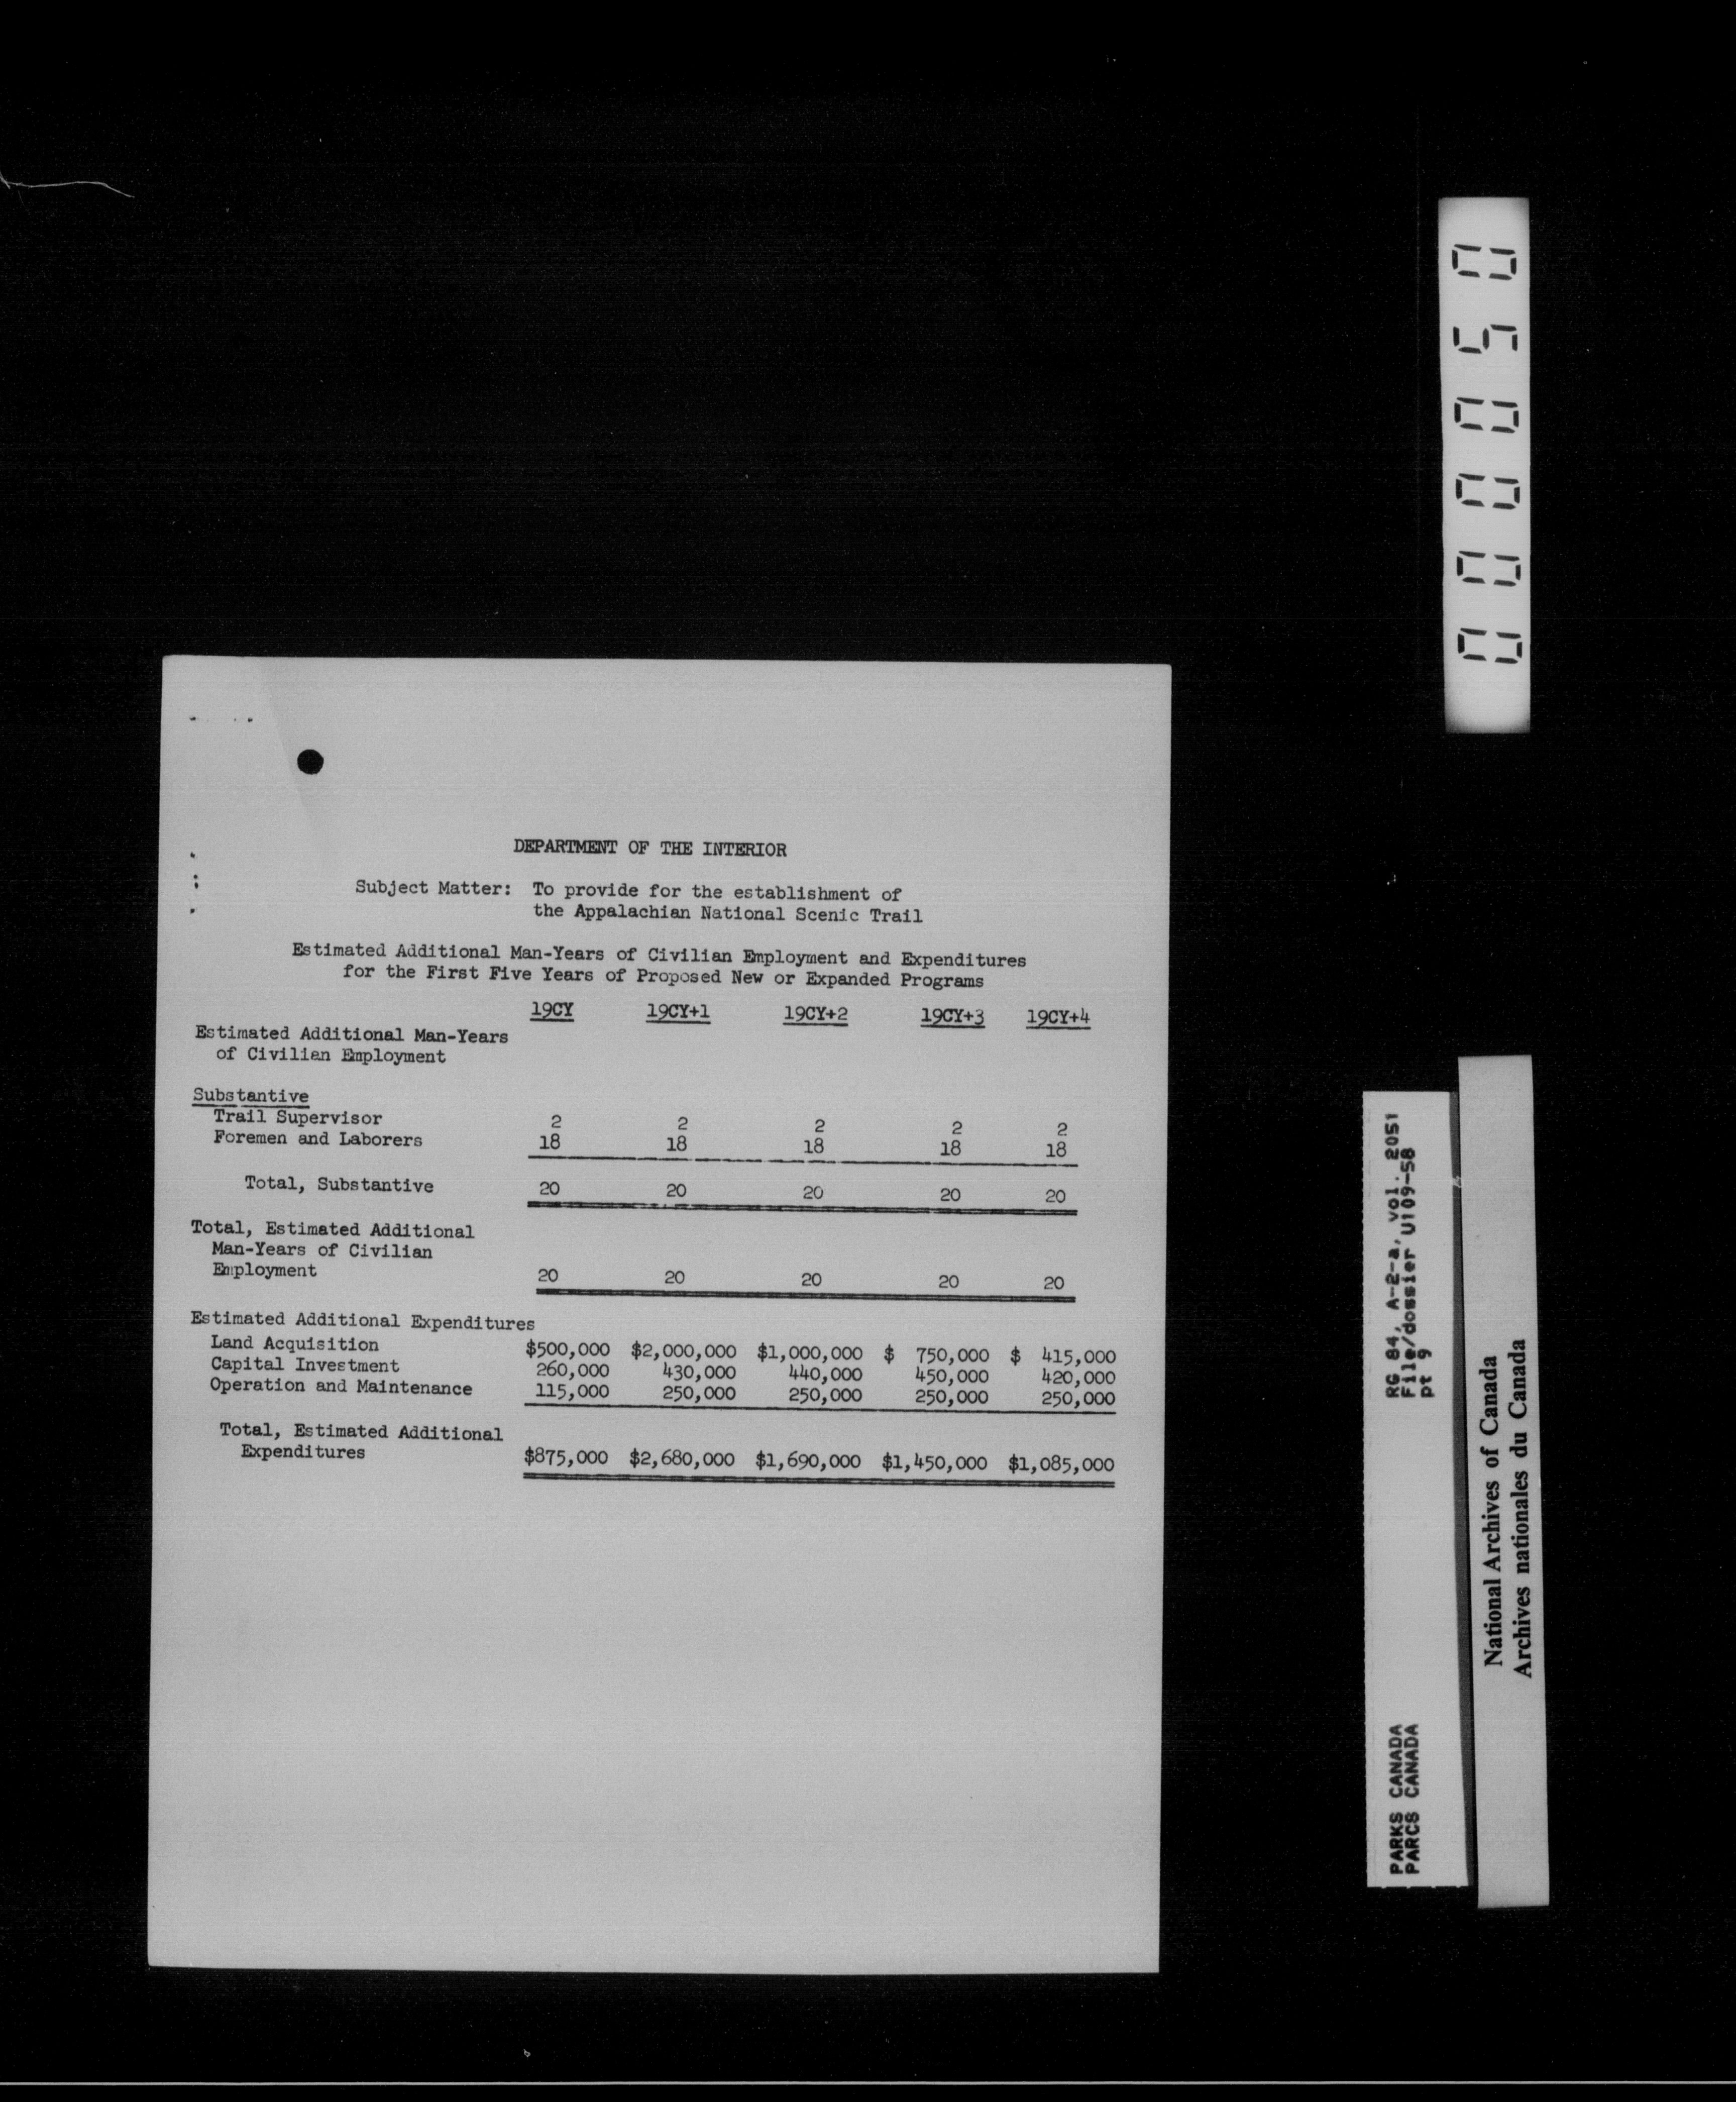 DEPARTMENT OF THE INTERIOR
Subject Matter: To provide for the establishment of
the Appalachian National Scenic Trail
Estimated Additional Man-Years of Civilian Employment and Expenditures
for the First Five Years of Proposed New or Expanded Programs
19CY 19CY+1 19CY+2 19CY+3 19CY+4
Estimated Additional Man-Years
of Civilian Employment
Substantive
Trail Supervisor 2 2 2 2 2
Foremen and Laborers 18 18 18 18 18
Total, Substantive 20 20 20 20 20
Total, Estimated Additional
Man-Years of Civilian
Employment 20 20 20 20 20
Estimated Additional Expenditures
Land Acquisition $500,000 $2,000,000 $1,000,000 $ 750,000 $ 415,000
Capital Investment 260,000 430,000 440,000 450,000 420,000
Operation and Maintenance 115,000 250,000 250,000 250,000 250,000
Total, Estimated Additional
Expenditures $875,000 $2,680,000 $1,690,000 $1,450,000 $1,085,000
000050
PARKS CANADA RG 84, A-2-a, vol. 2051
PARCS CANADA File/dossier U109-58
pt 9
National Archives of Canada
Archives nationales du Canada